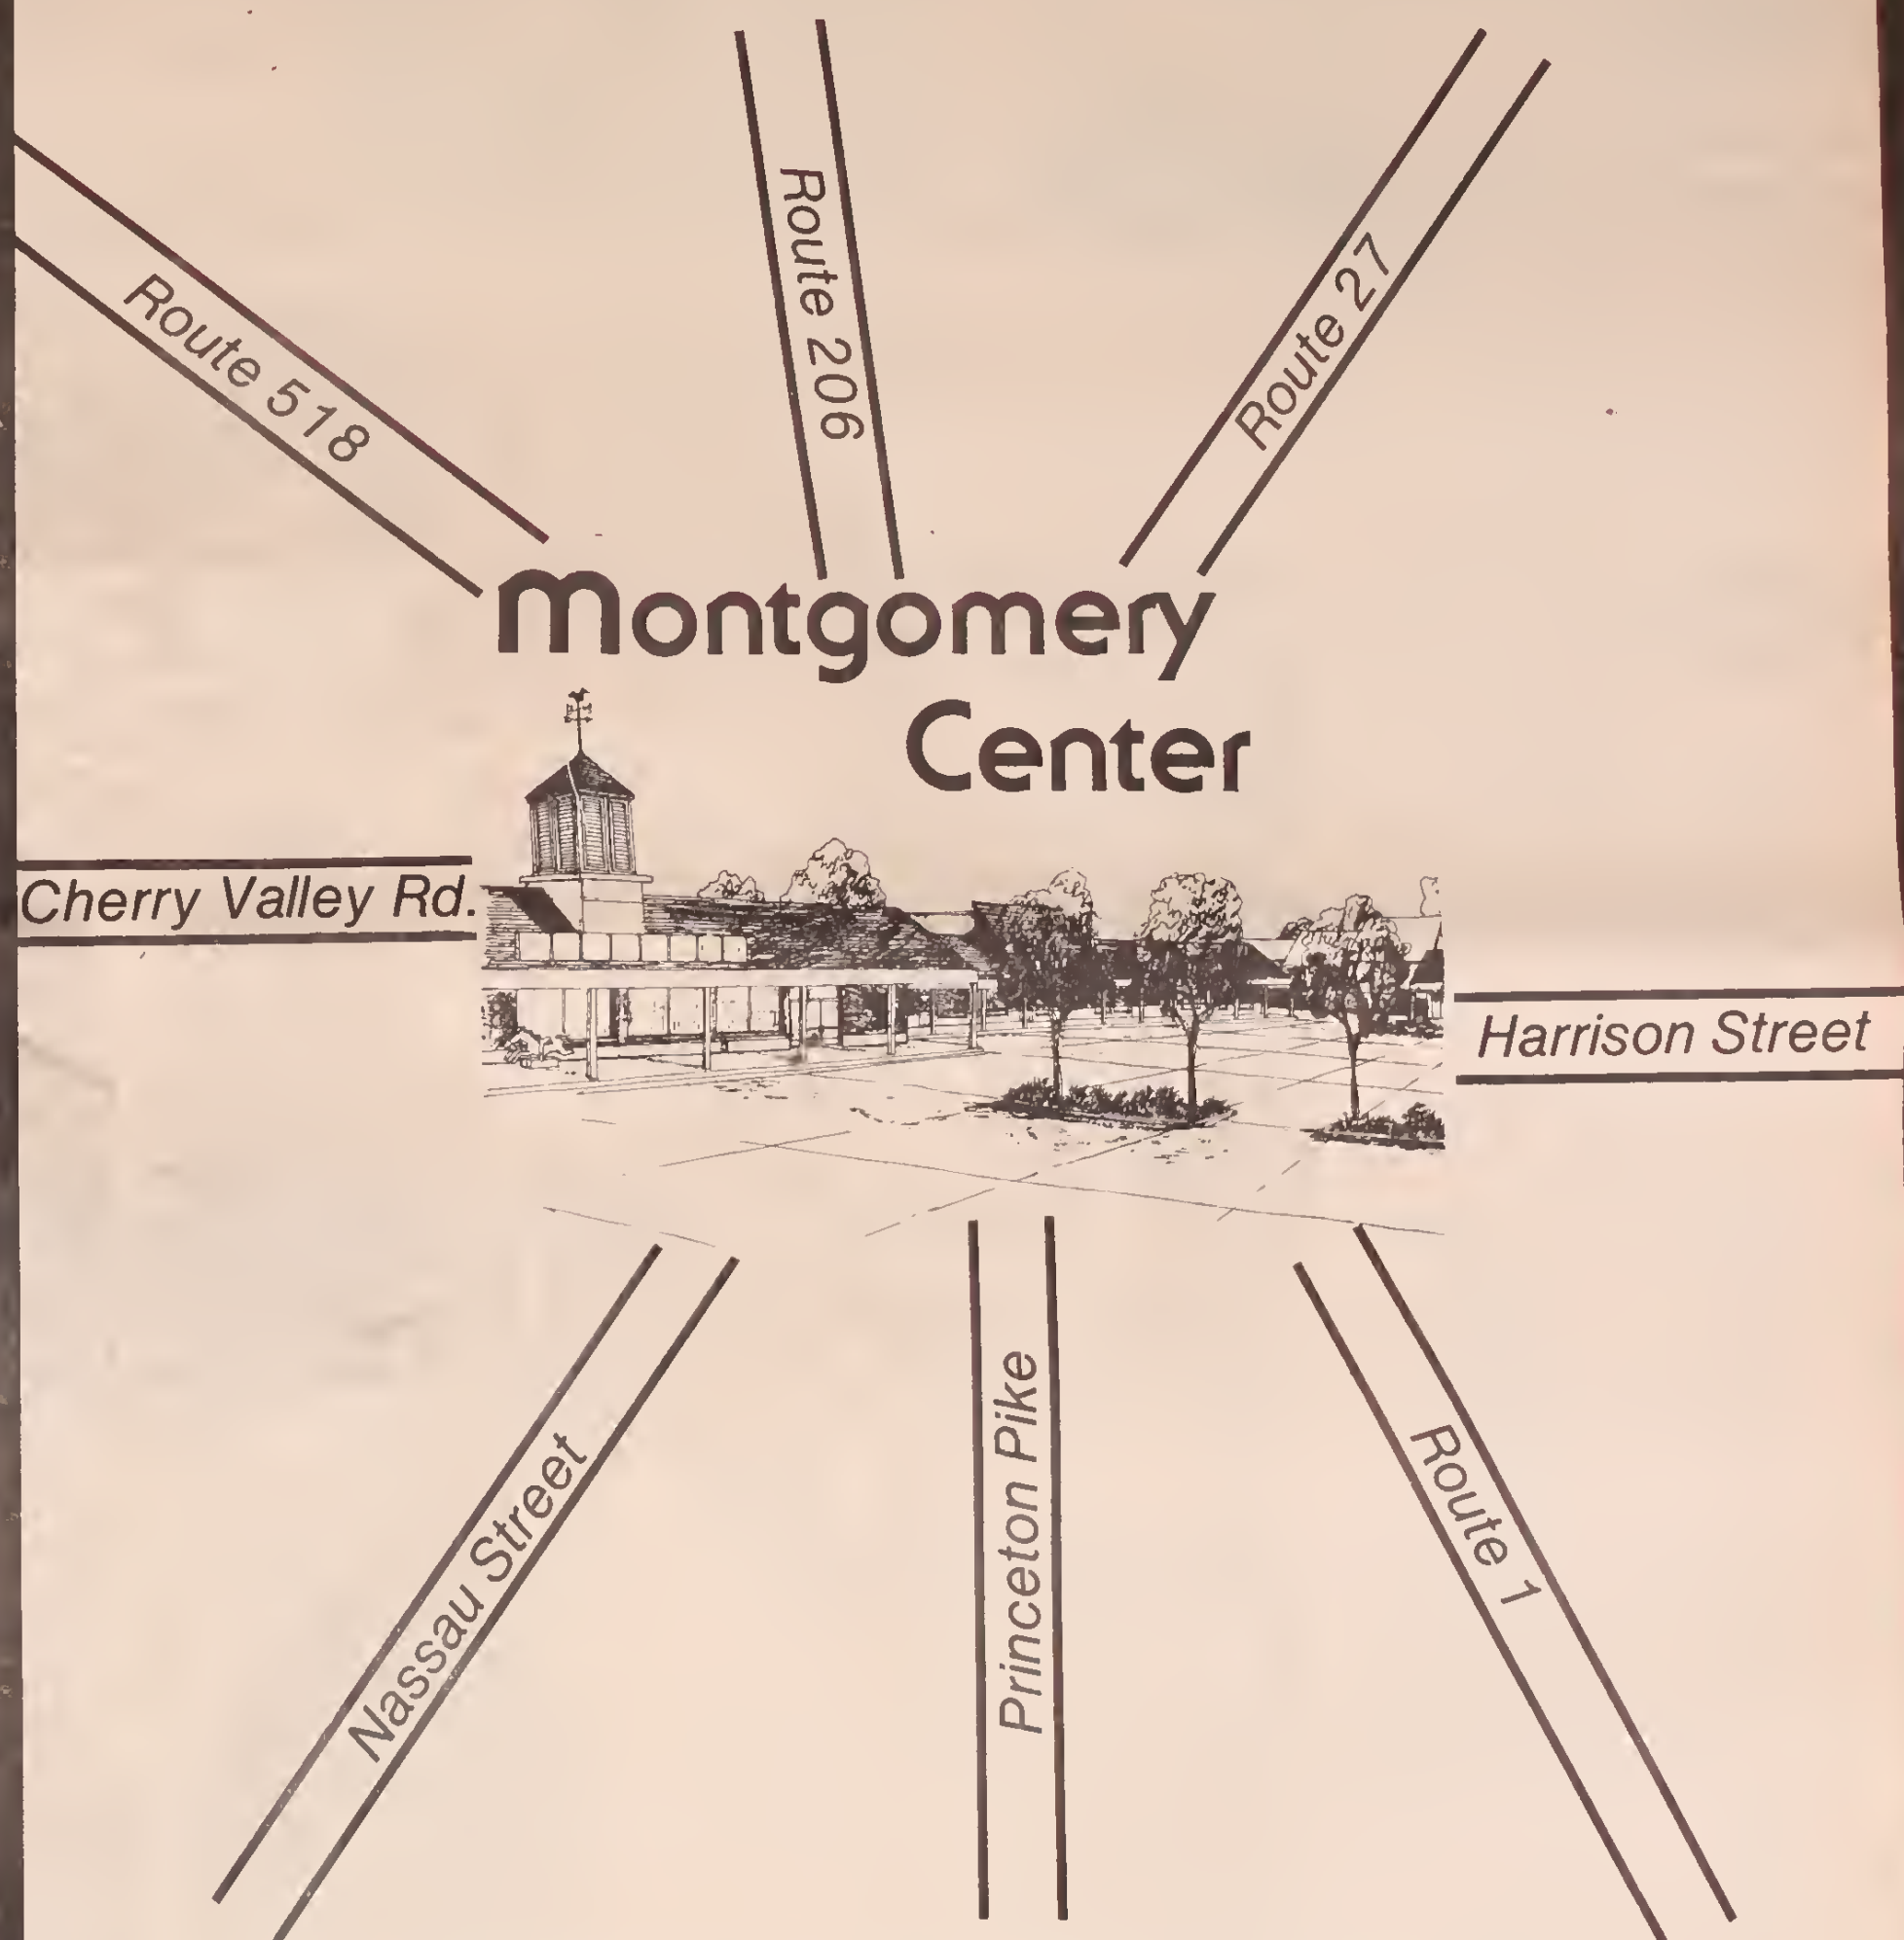 Route 518
Route 206
Route 27
Montgomery
Center
Cherry Valley Rd.
Harrison Street
Nassau Street
Princeton Pike
Route 1